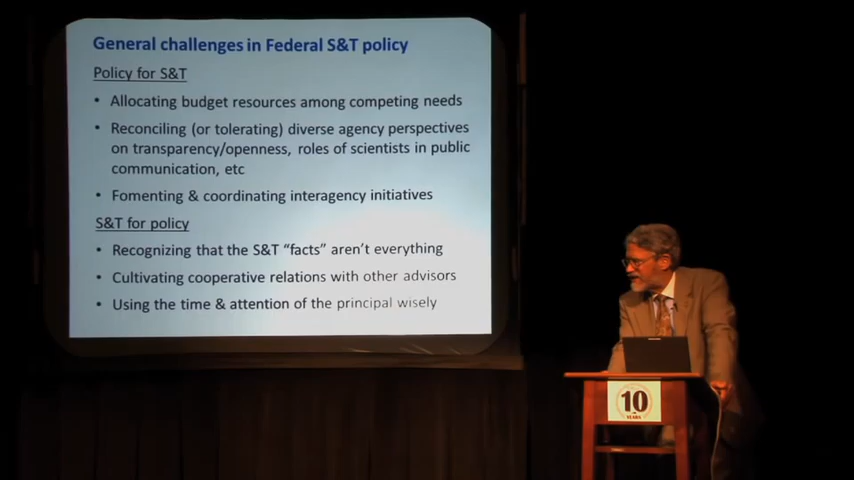 General challenges in Federal S&T policy
Policy for S&T
• Allocating budget resources among competing needs
• Reconciling (or tolerating) diverse agency perspectives
on transparency/openness, roles of scientists in public
communication, etc
• Fomenting & coordinating interagency initiatives
S&T for policy
• Recognizing that the S&T “facts” aren’t everything
• Cultivating cooperative relations with other advisors
• Using the time & attention of the principal wisely
10
YEARS